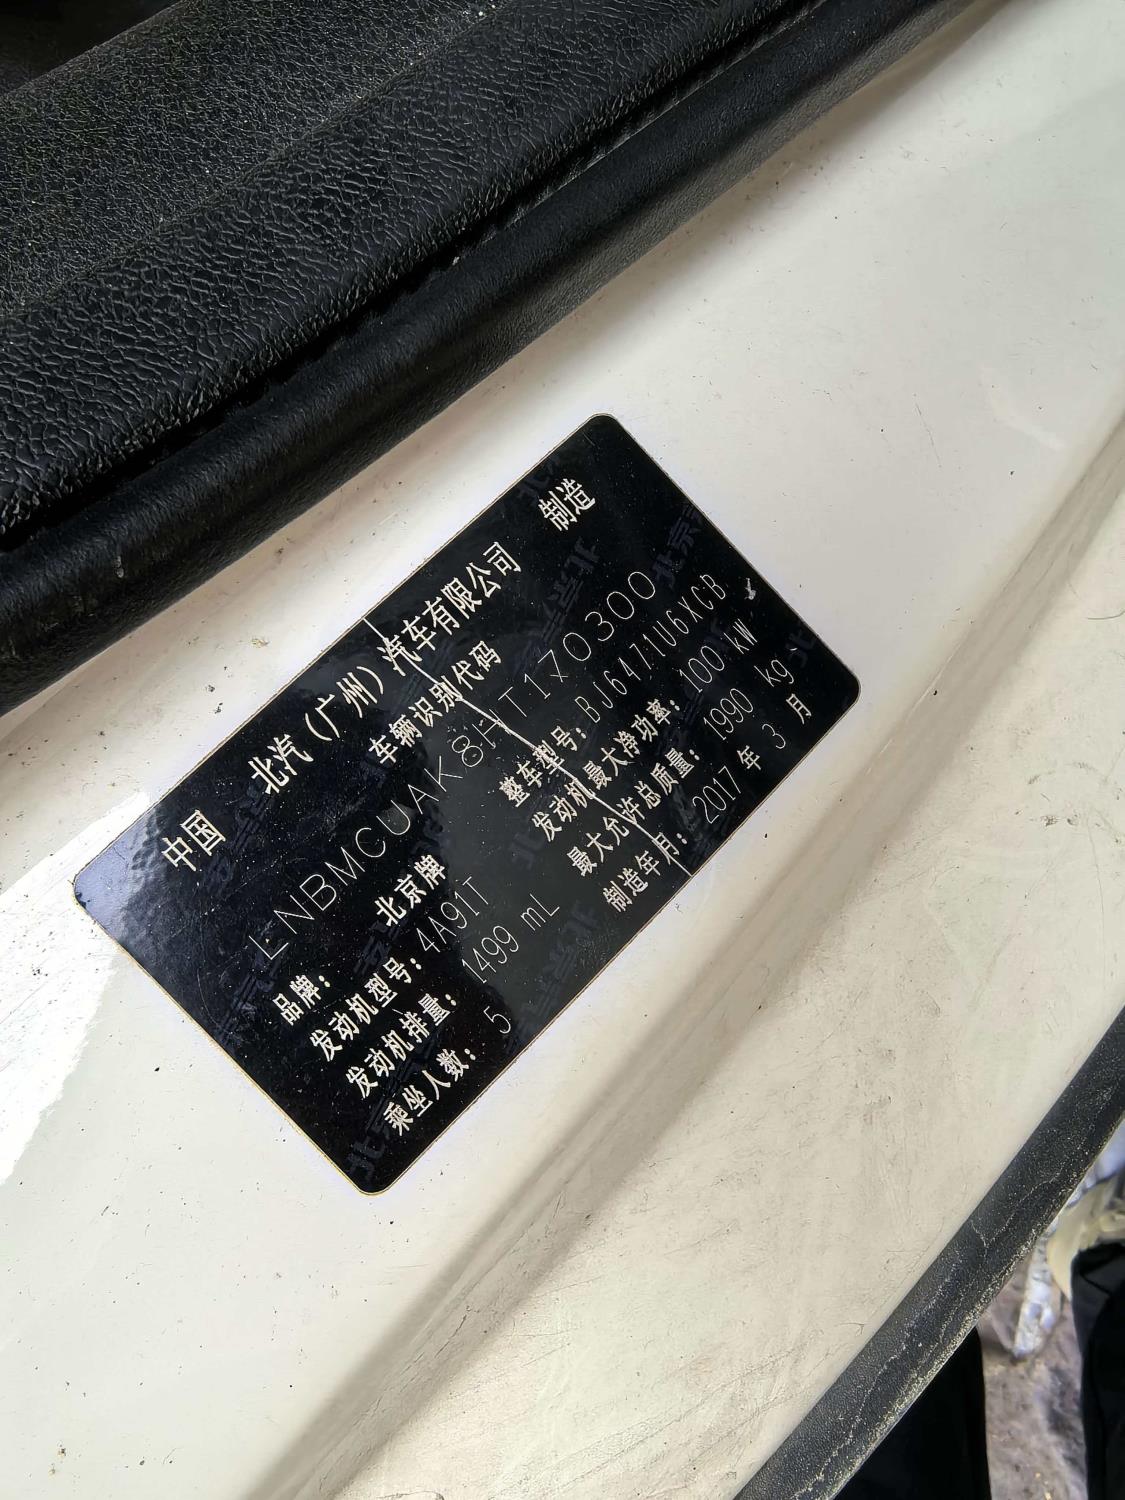 中国 北汽（广州）汽车有限公司 制造
车辆识别代码
LNBMCUAK8HT170300
品牌： 北京牌 整车型号：BJ6471U6XCB
发动机型号：4A91T 发动机最大净功率：100 kW
发动机排量：1499 mL 最大允许总质量：1990 kg
乘坐人数： 5 制造年月：2017 年 3 月